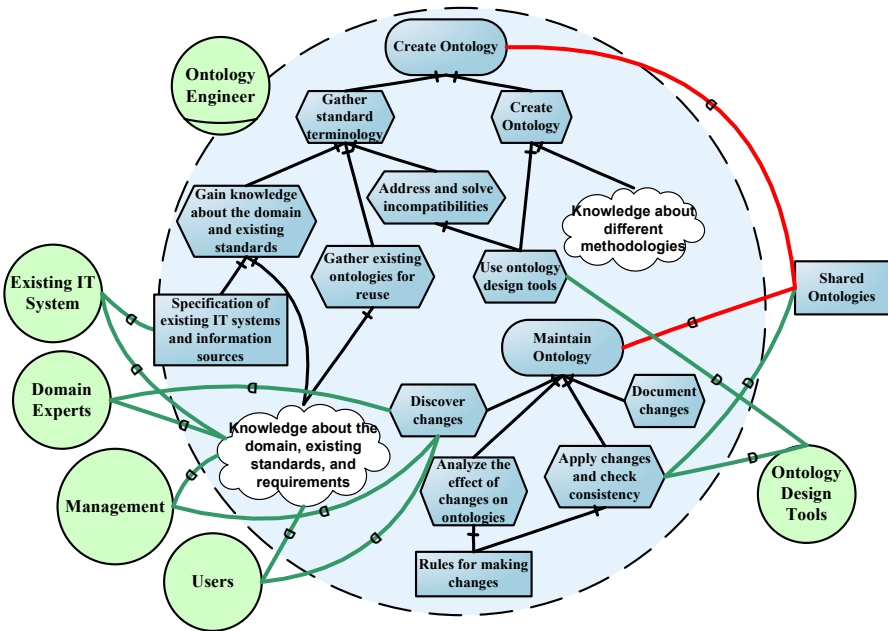 Create Ontology
Ontology
Engineer
Gather
standard
terminology
Create
Ontology
Gain knowledge
about the domain
and existing
standards
Address and solve
incompatibilities
Knowledge about
different
methodologies
Existing IT
System
Gather existing
ontologies for
reuse
Use ontology
design tools
Shared
Ontologies
Specification of
existing IT systems
and information
sources
Maintain
Ontology
Domain
Experts
Discover
changes
Document
changes
Knowledge about the
domain, existing
standards, and
requirements
Management
Analyze the
effect of
changes on
ontologies
Apply changes
and check
consistency
Ontology
Design
Tools
Users
Rules for making
changes
D
D
D
D
D
D
D
D
D
D
D
D
D